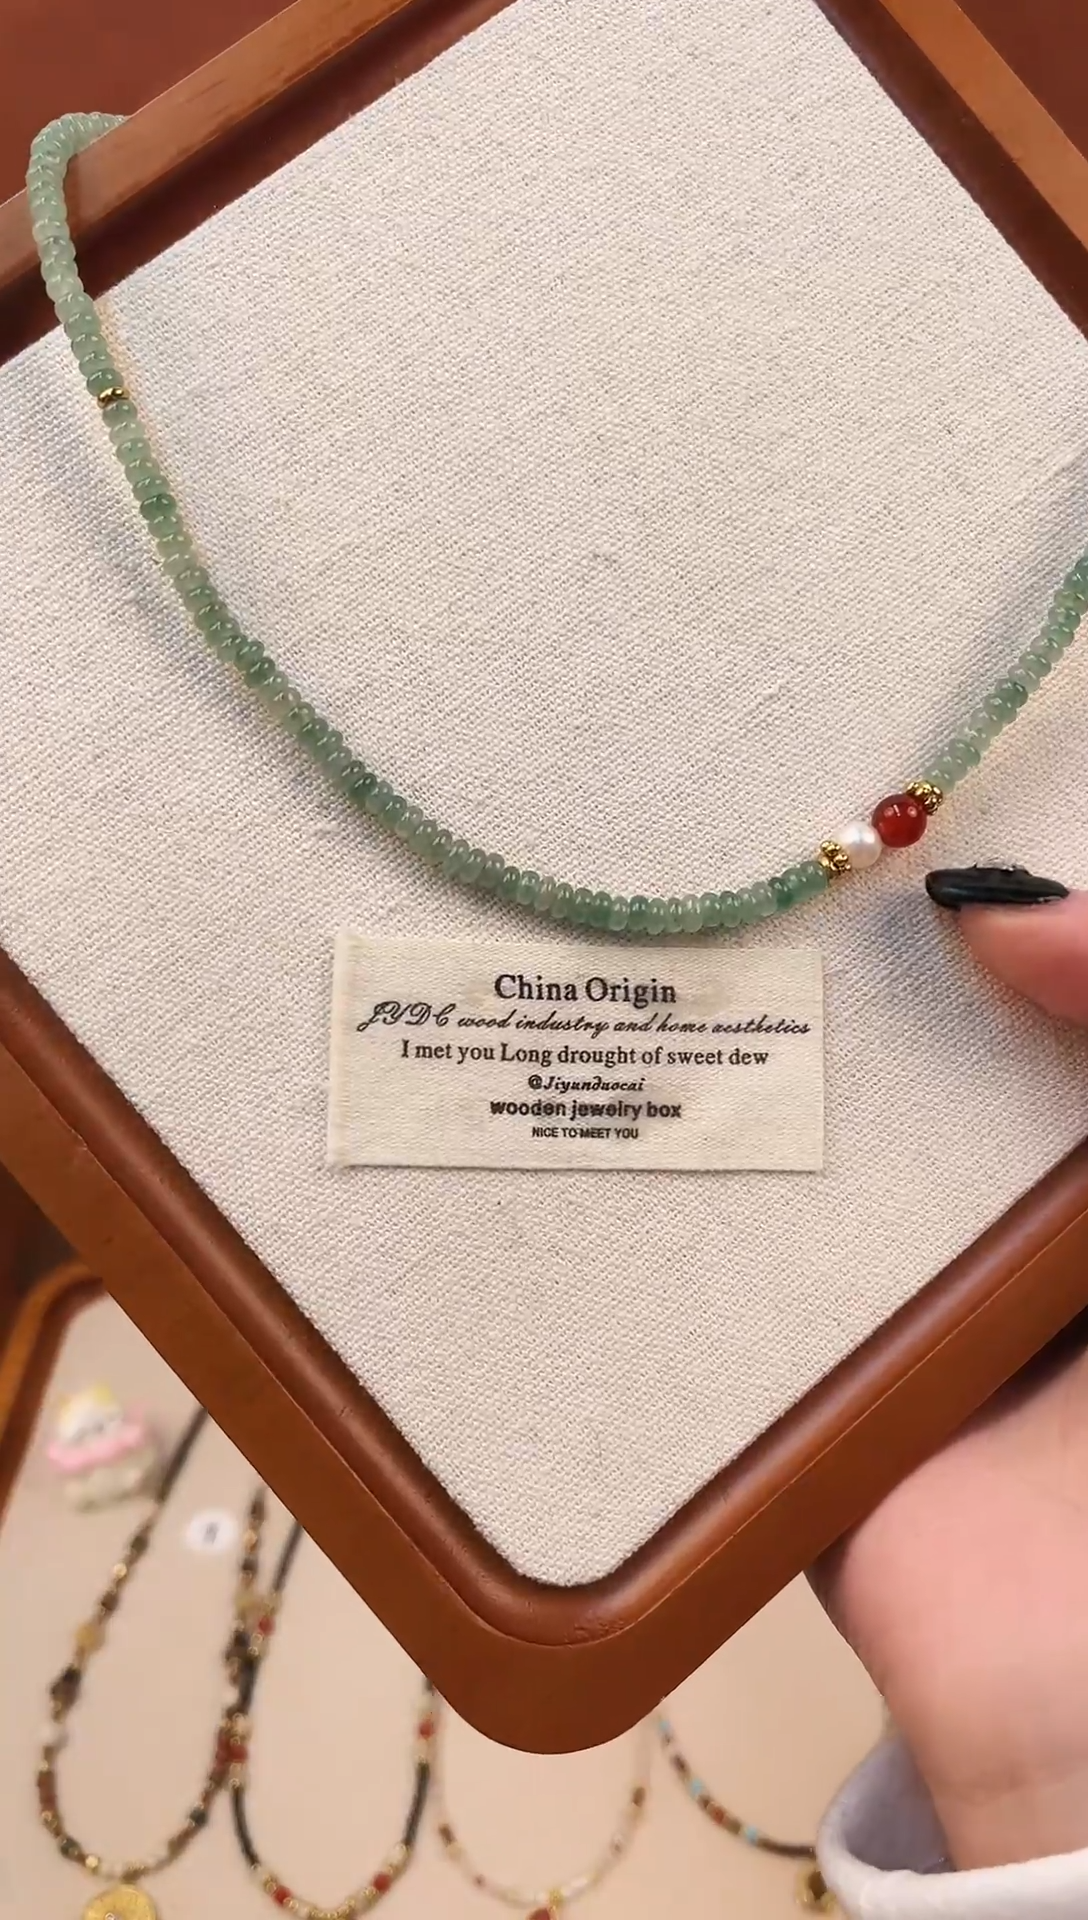 China Origin
JYDC wood industry and home aesthetics
I met you Long drought of sweet dew
@Jiyunduocai
wooden jewelry box
NICE TO MEET YOU